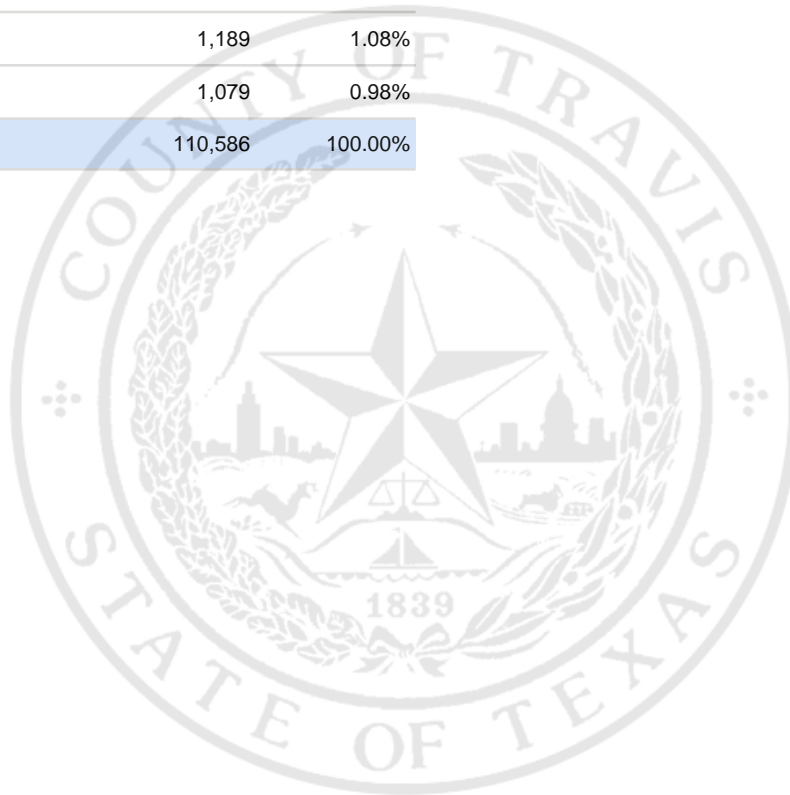 1,189 1.08%
1,079 0.98%
110,586 100.00%
COUNTY OF TRAVIS
1839
STATE OF TEXAS